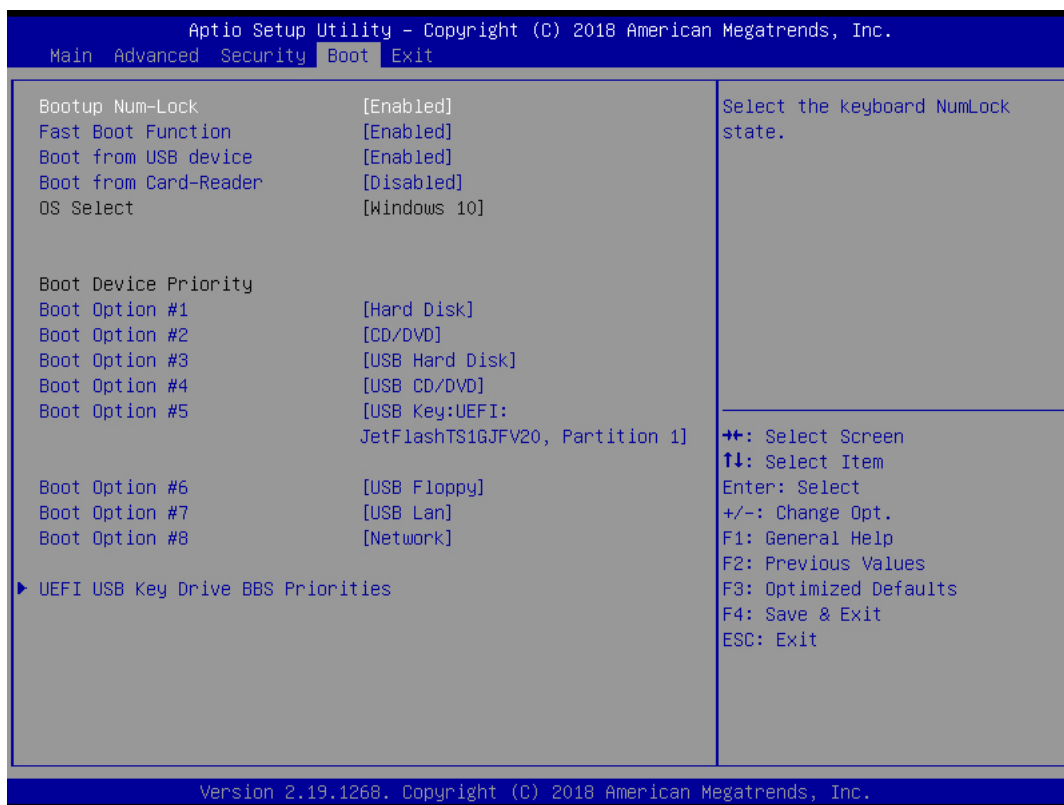 Aptio Setup Utility – Copyright (C) 2018 American Megatrends, Inc.
Main Advanced Security Boot Exit
Bootup Num-Lock [Enabled]
Fast Boot Function [Enabled]
Boot from USB device [Enabled]
Boot from Card-Reader [Disabled]
OS Select [Windows 10]
Boot Device Priority
Boot Option #1 [Hard Disk]
Boot Option #2 [CD/DVD]
Boot Option #3 [USB Hard Disk]
Boot Option #4 [USB CD/DVD]
Boot Option #5 [USB Key:UEFI:
JetFlashTS1GJFV20, Partition 1]
Boot Option #6 [USB Floppy]
Boot Option #7 [USB Lan]
Boot Option #8 [Network]
UEFI USB Key Drive BBS Priorities
Select the keyboard NumLock
state.
→←: Select Screen
↑↓: Select Item
Enter: Select
+/-: Change Opt.
F1: General Help
F2: Previous Values
F3: Optimized Defaults
F4: Save & Exit
ESC: Exit
Version 2.19.1268. Copyright (C) 2018 American Megatrends, Inc.